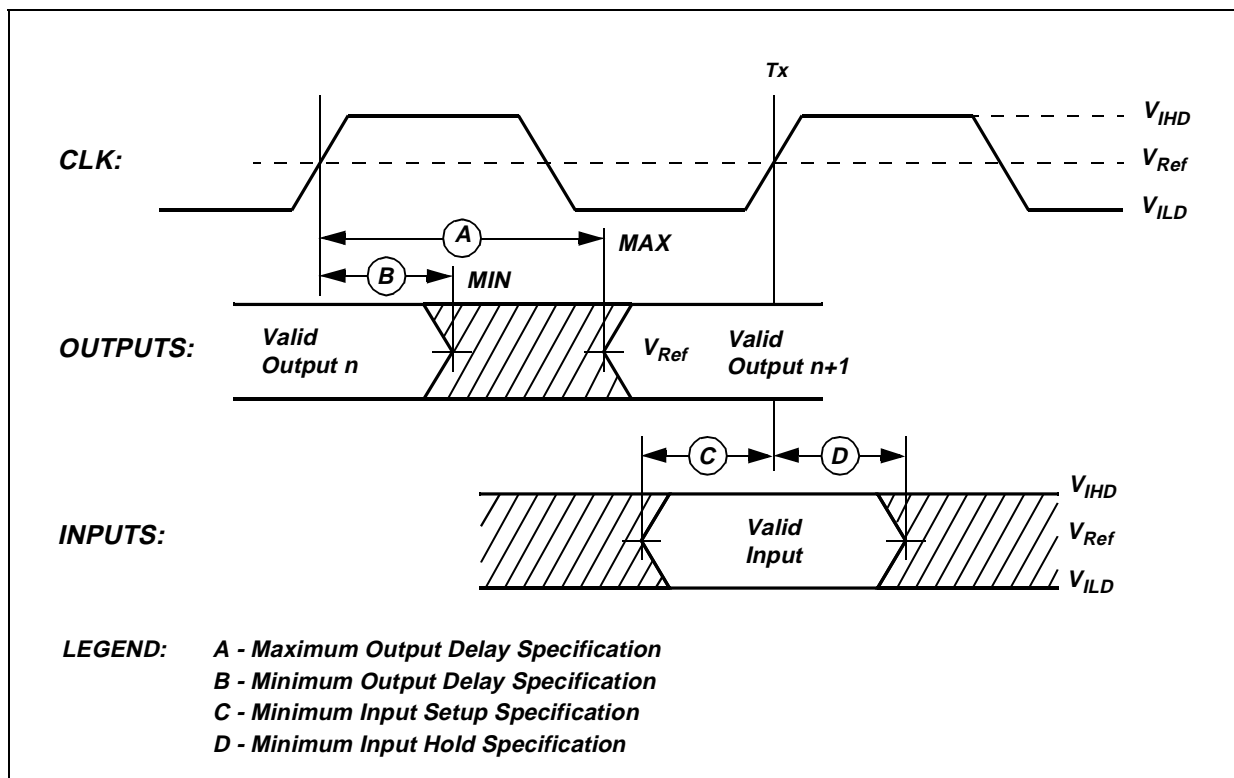 Tx
V_IHD
CLK:
V_Ref
V_ILD
A
MAX
B
MIN
OUTPUTS:
Valid
Output n
V_Ref
Valid
Output n+1
C
D
V_IHD
INPUTS:
Valid
Input
V_Ref
V_ILD
LEGEND:
A - Maximum Output Delay Specification
B - Minimum Output Delay Specification
C - Minimum Input Setup Specification
D - Minimum Input Hold Specification